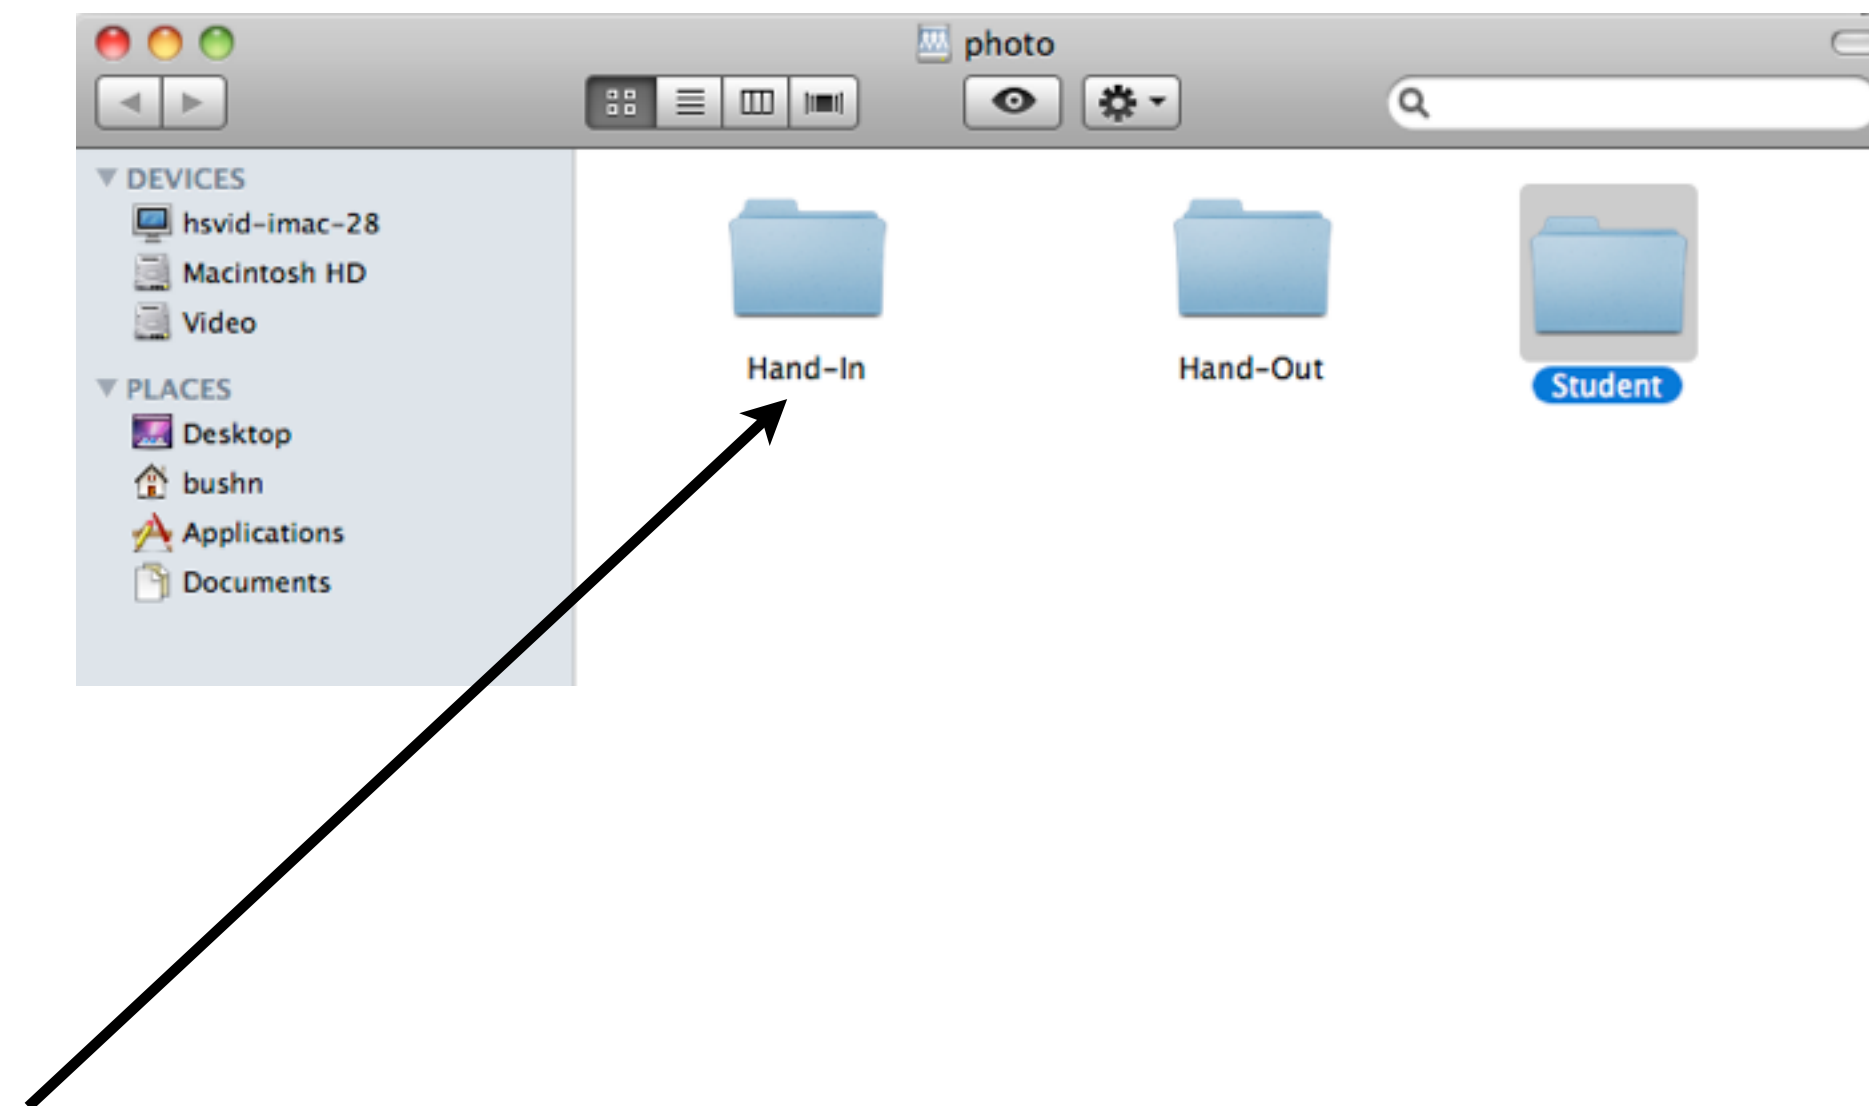 photo
DEVICES
hsvid-imac-28
Macintosh HD
Video
PLACES
Desktop
bushn
Applications
Documents
Hand-In
Hand-Out
Student